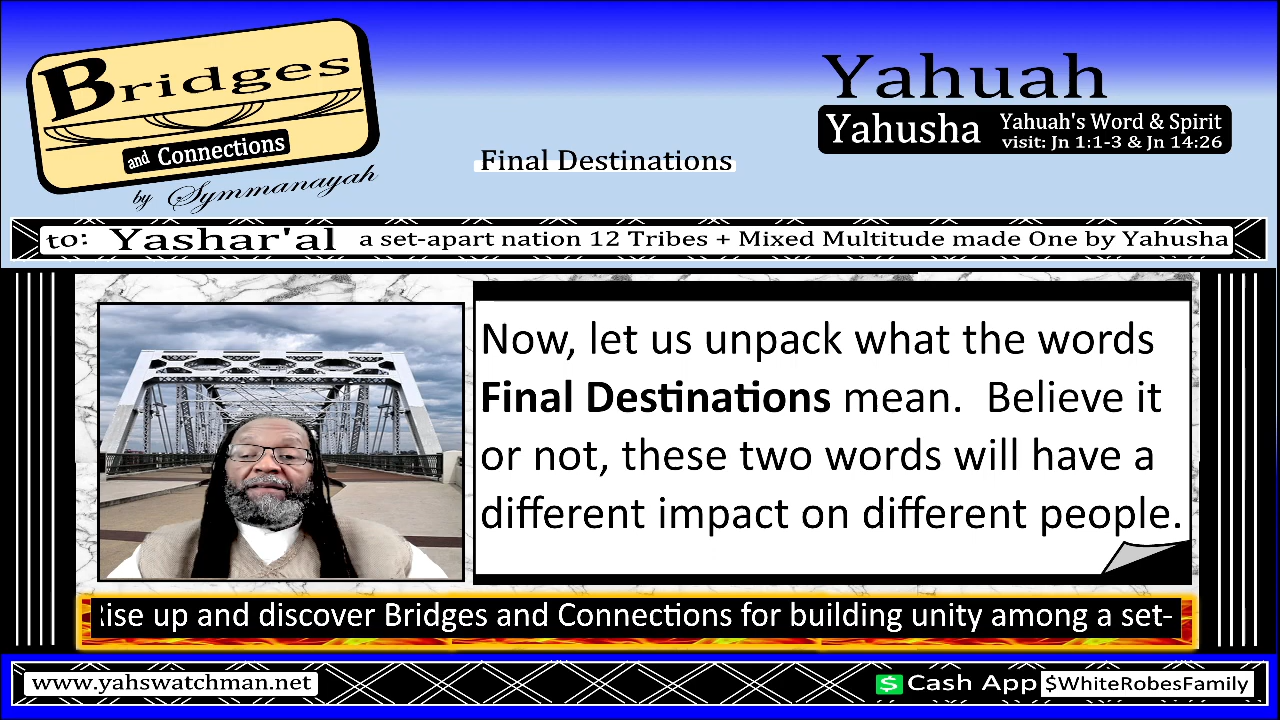 Bridges
and Connections
by Symmanayah
Final Destinations
Yahuah
Yahusha Yahuah's Word & Spirit
visit: Jn 1:1-3 & Jn 14:26
to: Yashar'al a set-apart nation 12 Tribes + Mixed Multitude made One by Yahusha
Now, let us unpack what the words
Final Destinations mean. Believe it
or not, these two words will have a
different impact on different people.
ise up and discover Bridges and Connections for building unity among a set-
www.yahswatchman.net
$ Cash App $WhiteRobesFamily